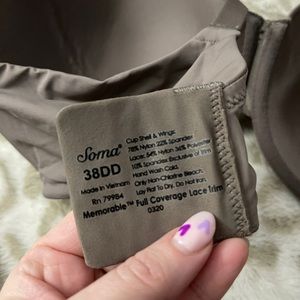 Soma®
38DD
Made in Vietnam
Rn 79984
Cup Shell & Wings:
78% Nylon 22% Spandex
Lace: 54% Nylon 36% Polyester
10% Spandex Exclusive of Trim
Hand Wash Cold.
Only Non-Chlorine Bleach.
Lay Flat To Dry. Do Not Iron.
Memorable™ Full Coverage Lace Trim
0320